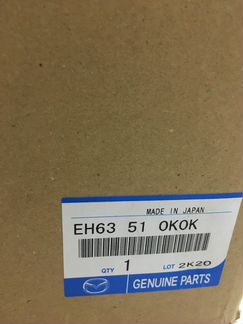 MADE IN JAPAN
EH63 51 0K0K
QTY 1 LOT 2K20
GENUINE PARTS